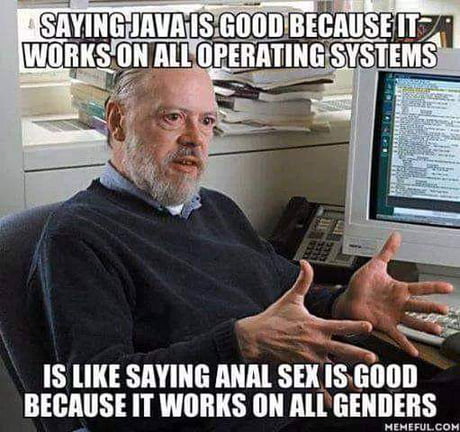 SAYING JAVA IS GOOD BECAUSE IT
WORKS ON ALL OPERATING SYSTEMS
IS LIKE SAYING ANAL SEX IS GOOD
BECAUSE IT WORKS ON ALL GENDERS
MEMEFUL.COM